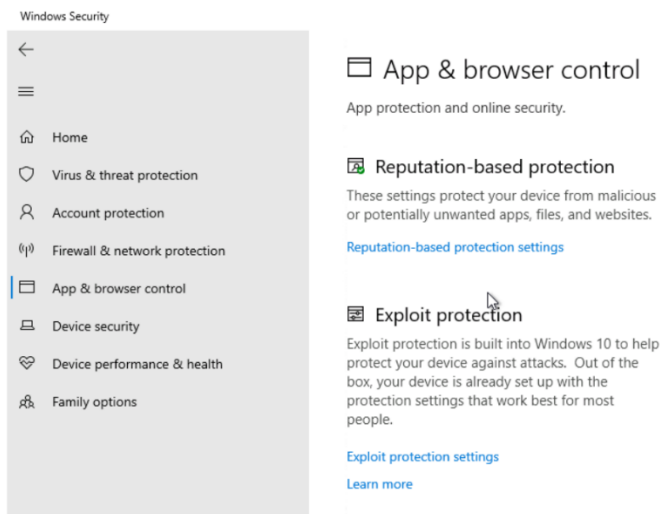 Windows Security
Home
Virus & threat protection
Account protection
Firewall & network protection
App & browser control
Device security
Device performance & health
Family options
App & browser control
App protection and online security.
Reputation-based protection
These settings protect your device from malicious
or potentially unwanted apps, files, and websites.
Reputation-based protection settings
Exploit protection
Exploit protection is built into Windows 10 to help
protect your device against attacks.  Out of the
box, your device is already set up with the
protection settings that work best for most
people.
Exploit protection settings
Learn more